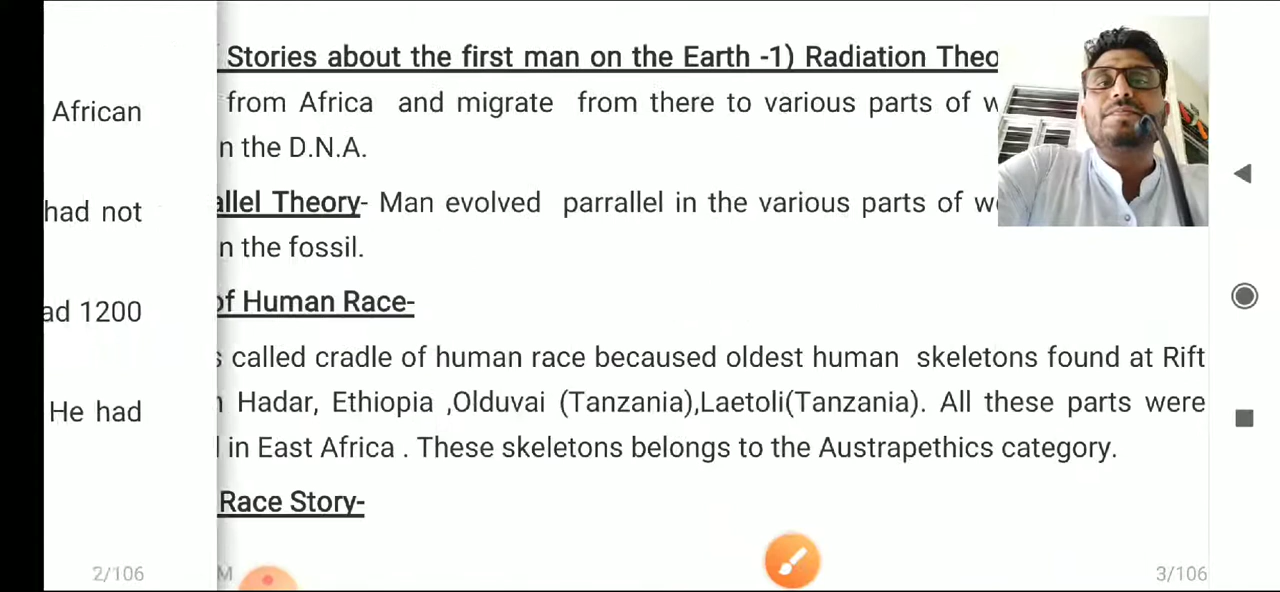 African
had not
ad 1200
He had
2/106
Stories about the first man on the Earth -1) Radiation Theo
from Africa and migrate from there to various parts of w
n the D.N.A.
allel Theory- Man evolved parrallel in the various parts of we
n the fossil.
of Human Race-
s called cradle of human race becaused oldest human skeletons found at Rift
n Hadar, Ethiopia ,Olduvai (Tanzania),Laetoli(Tanzania). All these parts were
l in East Africa . These skeletons belongs to the Austrapethics category.
Race Story-
M
3/106